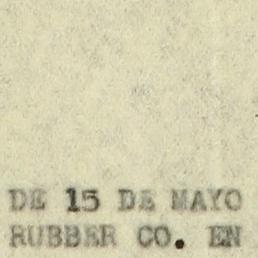 DE 15 DE MAYO
RUBBER CO. EN